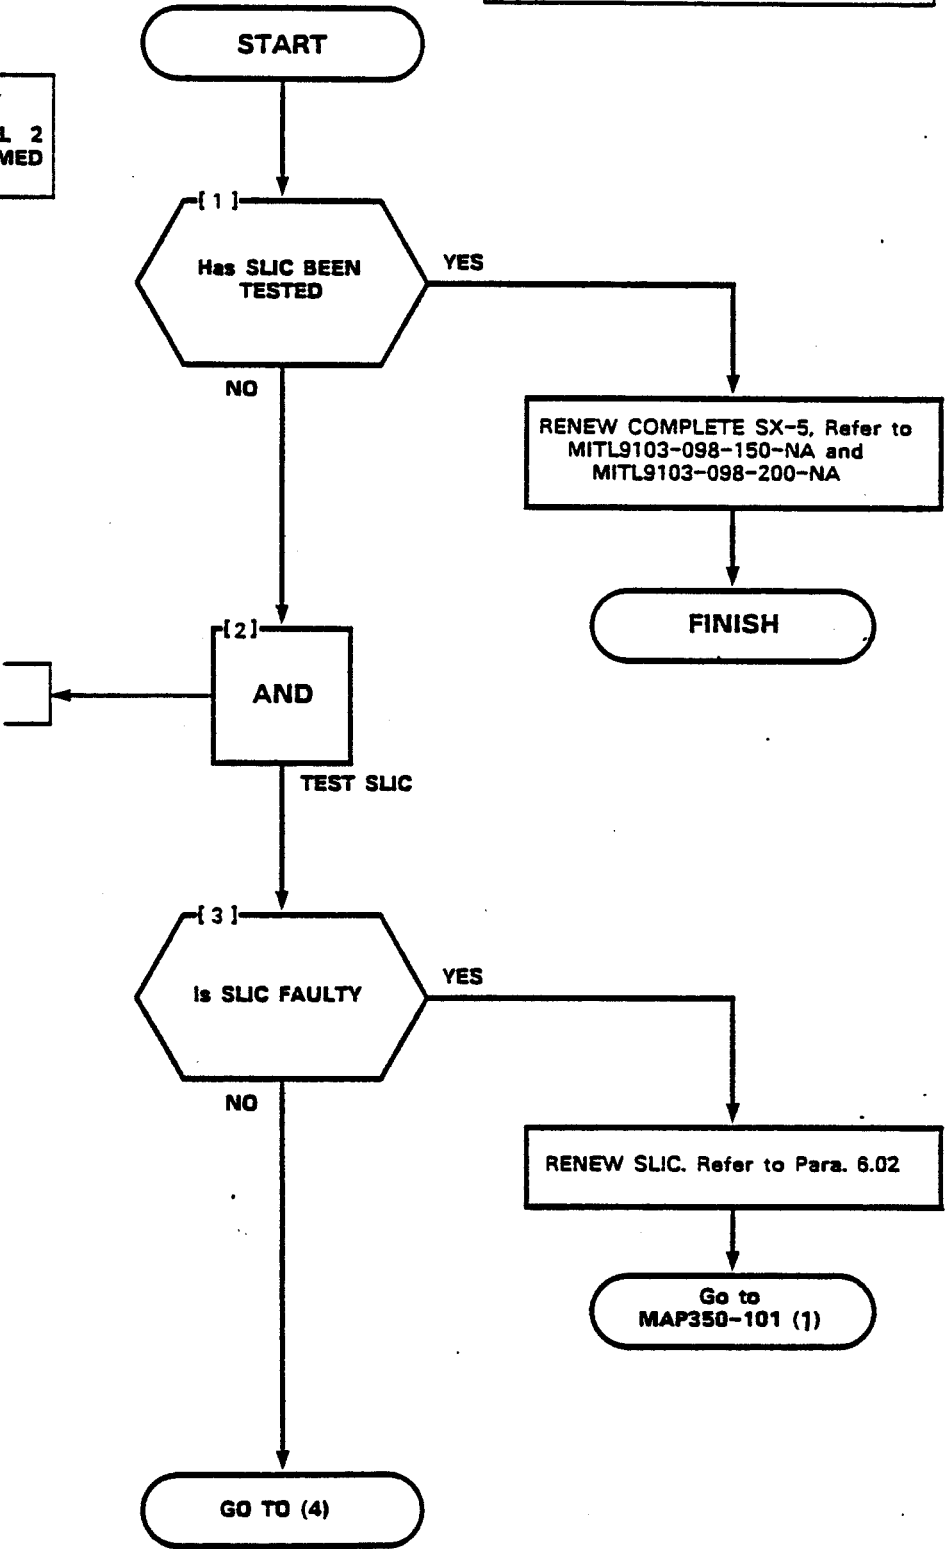 START
L 2
MED
[ 1 ]
Has SLIC BEEN
TESTED
YES
NO
RENEW COMPLETE SX-5, Refer to
MITL9103-098-150-NA and
MITL9103-098-200-NA
FINISH
[2]
AND
TEST SLIC
[ 3 ]
Is SLIC FAULTY
YES
NO
RENEW SLIC. Refer to Para. 6.02
Go to
MAP350-101 (1)
GO TO (4)